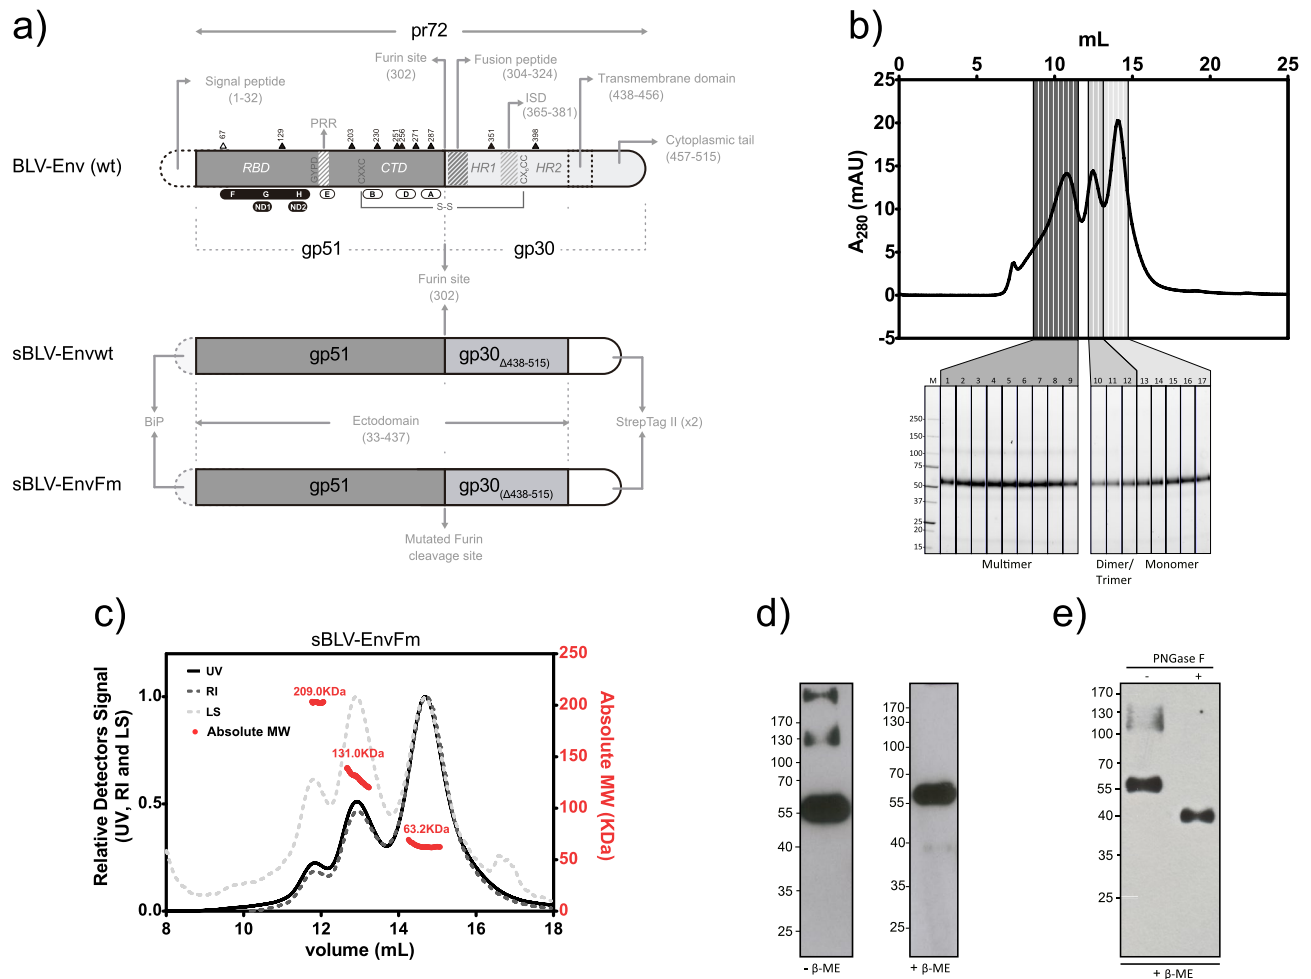 a)
pr72
Signal peptide
(1-32)
Furin site
(302)
Fusion peptide
(304-324)
ISD
(365-381)
Transmembrane domain
(438-456)
Cytoplasmic tail
(457-515)
PRR
67
129
203
230
251
256
271
287
351
398
BLV-Env (wt)
RBD
GYPD
CXXC
CTD
HR1
HR2
F
G
H
E
B
D
A
ND1
ND2
S-S
gp51
gp30
Furin site
(302)
sBLV-Envwt
gp51
gp30(Δ438-515)
BiP
Ectodomain
(33-437)
StrepTag II (x2)
sBLV-EnvFm
gp51
gp30(Δ438-515)
Mutated Furin
cleavage site
b)
mL
0 5 10 15 20 25
25
20
15
10
5
0
-5
A280 (mAU)
M 1 2 3 4 5 6 7 8 9 10 11 12 13 14 15 16 17
250
150
100
75
50
37
25
20
15
Multimer
Dimer/
Trimer
Monomer
c)
sBLV-EnvFm
UV
RI
LS
Absolute MW
209.0KDa
131.0KDa
63.2KDa
Relative Detectors Signal
(UV, RI and LS)
1.0
0.5
0.0
8 10 12 14 16 18
volume (mL)
250
200
150
100
50
0
Absolute MW (KDa)
d)
170
130
100
70
55
40
35
25
- β-ME
170
130
100
70
55
40
35
25
+ β-ME
e)
PNGase F
- +
170
130
100
70
55
40
35
25
+ β-ME